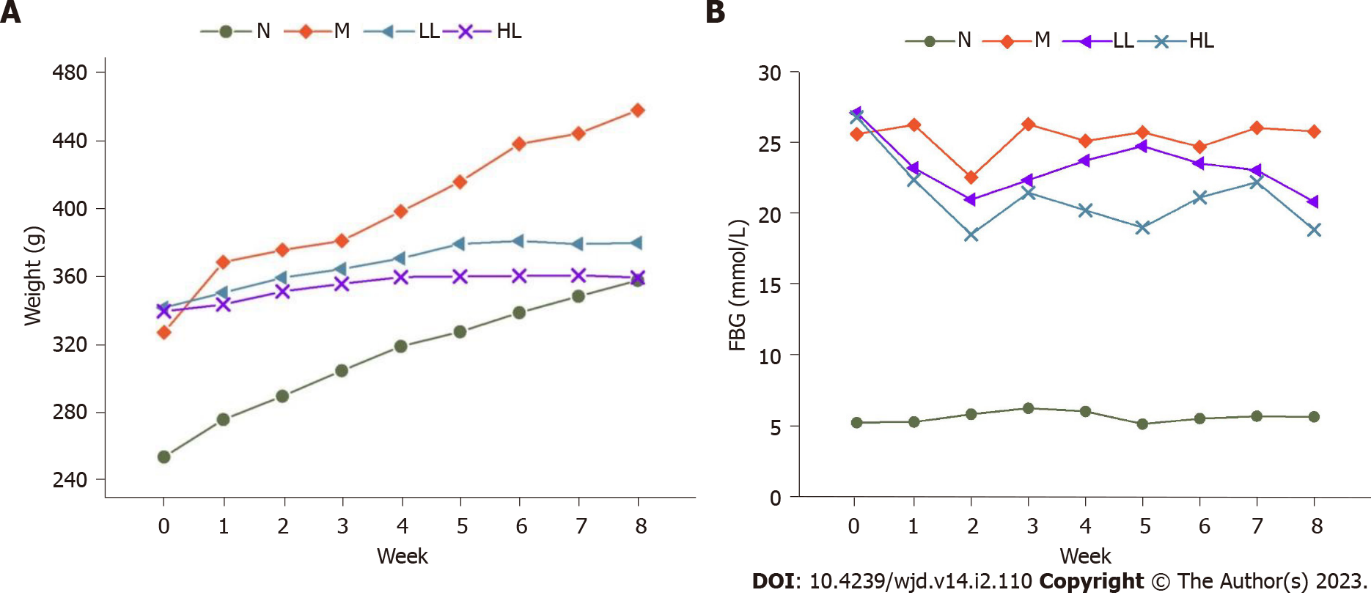 A
N M LL HL
480
440
400
360
320
280
240
Weight (g)
0 1 2 3 4 5 6 7 8
Week
B
N M LL HL
30
25
20
15
10
5
0
FBG (mmol/L)
0 1 2 3 4 5 6 7 8
Week
DOI: 10.4239/wjd.v14.i2.110 Copyright © The Author(s) 2023.